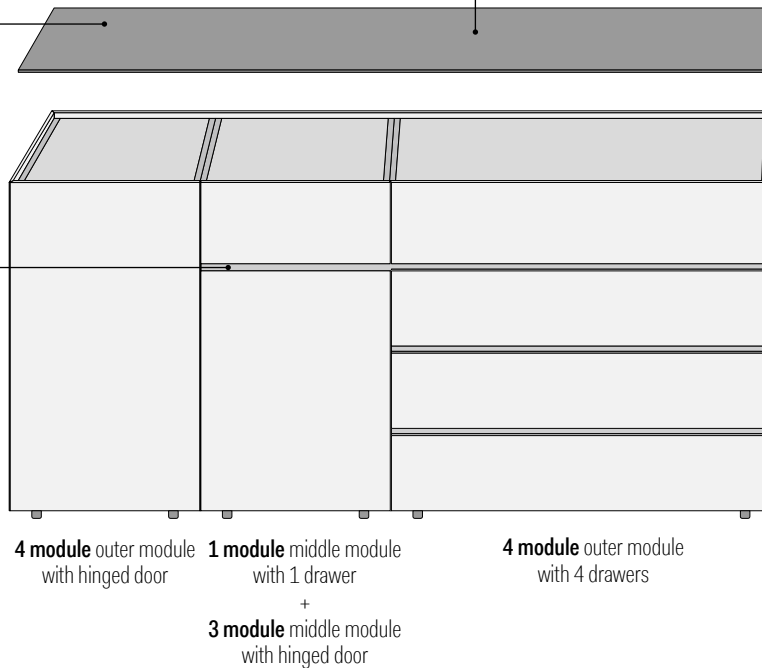 4 module outer module
with hinged door
1 module middle module
with 1 drawer
+
3 module middle module
with hinged door
4 module outer module
with 4 drawers